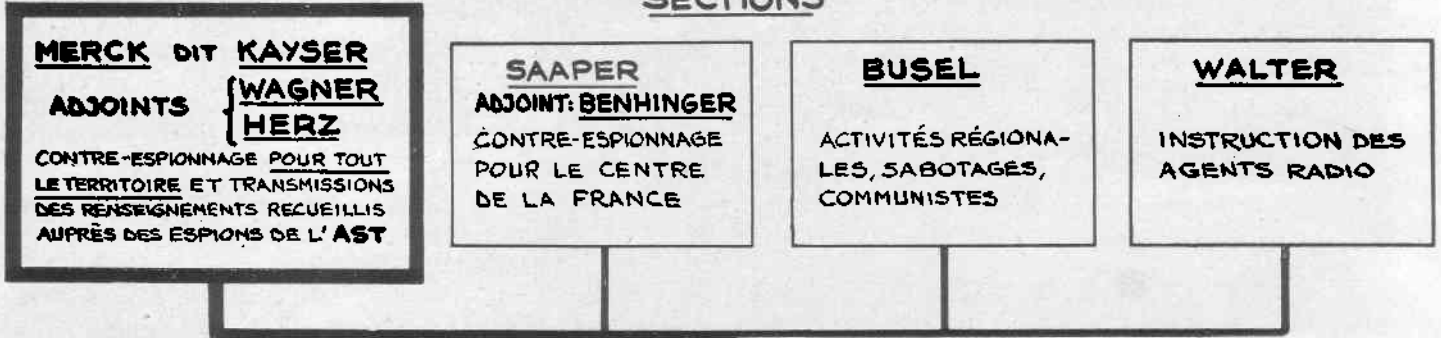 SECTIONS
MERCK DIT KAYSER
ADJOINTS { WAGNER
HERZ
CONTRE-ESPIONNAGE POUR TOUT
LE TERRITOIRE ET TRANSMISSIONS
DES RENSEIGNEMENTS RECUEILLIS
AUPRÈS DES ESPIONS DE L'AST
SAAPER
ADJOINT: BENHINGER
CONTRE-ESPIONNAGE
POUR LE CENTRE
DE LA FRANCE
BUSEL
ACTIVITÉS RÉGIONA-
LES, SABOTAGES,
COMMUNISTES
WALTER
INSTRUCTION DES
AGENTS RADIO